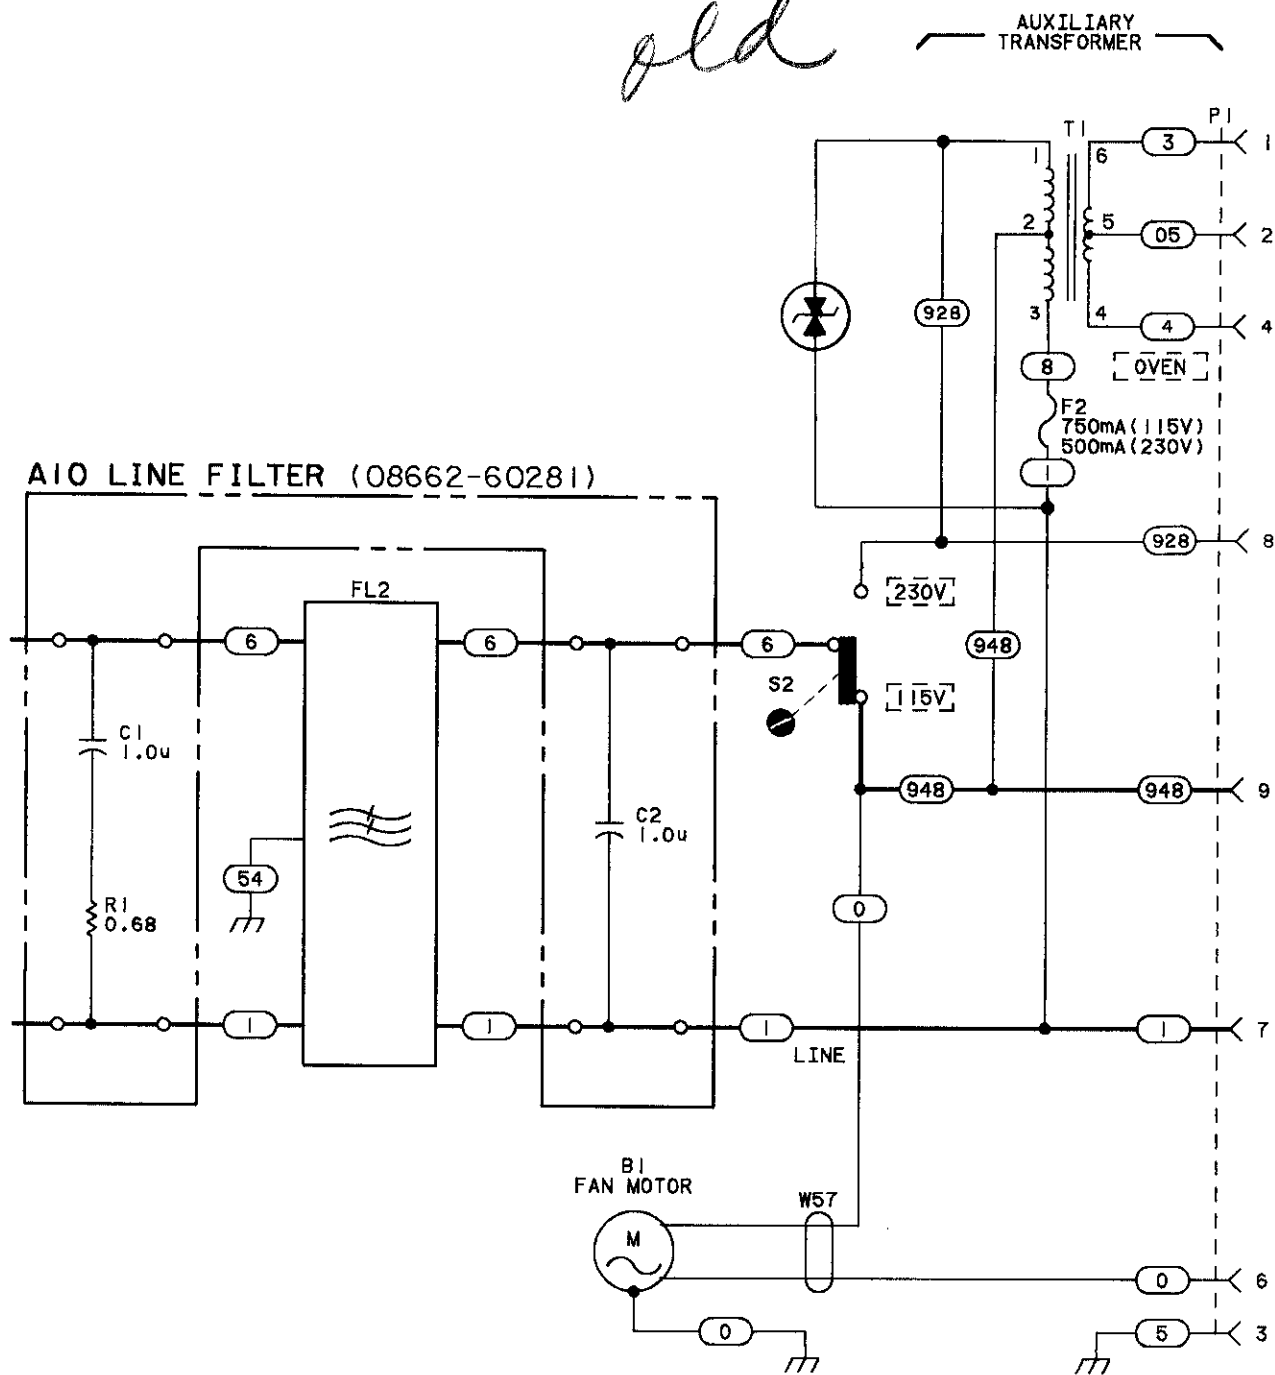 old
AUXILIARY
TRANSFORMER
T1
P1
1
6
3
1
2
5
05
2
928
3
4
4
4
8
OVEN
F2
750mA(115V)
500mA(230V)
A10 LINE FILTER (08662-60281)
928
8
FL2
230V
6
6
6
948
S2
115V
C1
1.0u
948
948
9
C2
1.0u
54
R1
0.68
0
1
1
1
1
7
LINE
B1
FAN MOTOR
W57
M
0
6
0
5
3